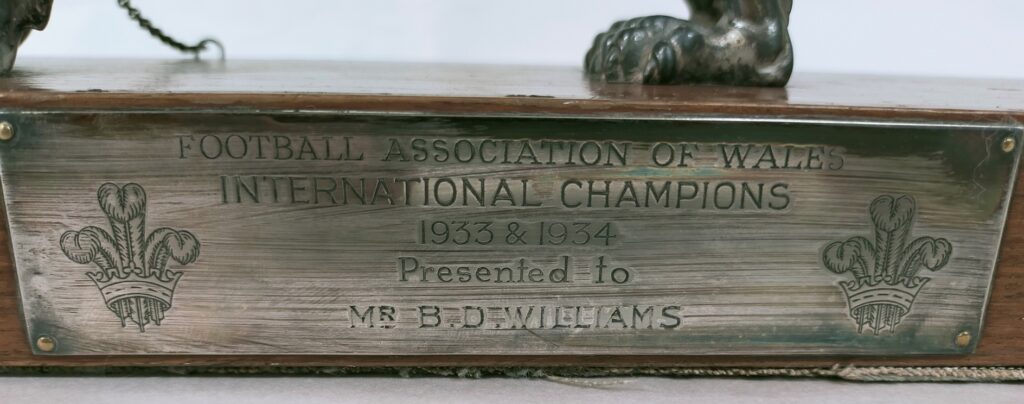 FOOTBALL ASSOCIATION OF WALES
INTERNATIONAL CHAMPIONS
1933 & 1934
Presented to
MR B.D. WILLIAMS